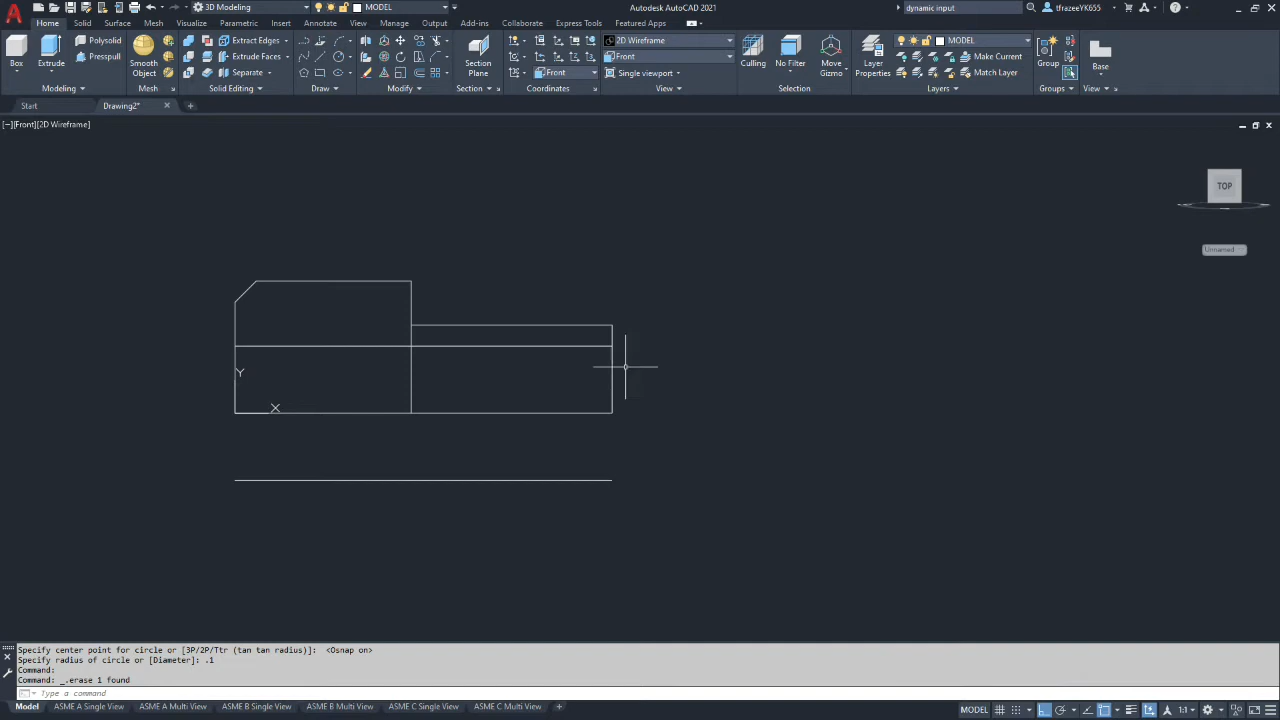 3D Modeling MODEL Autodesk AutoCAD 2021 dynamic input tfrazeeYK655
Home Solid Surface Mesh Visualize Parametric Insert Annotate View Manage Output Add-ins Collaborate Express Tools Featured Apps
Box Extrude Polysolid Presspull Smooth Object Extract Edges Extrude Faces Separate Section Plane Front 2D Wireframe Front Single viewport Culling No Filter Move Gizmo Layer Properties MODEL Make Current Match Layer Group Base
Modeling Mesh Solid Editing Draw Modify Section Coordinates View Selection Layers Groups View
Start Drawing2*
[−][Front][2D Wireframe]
TOP
Unnamed
Y
X
Specify center point for circle or [3P/2P/Ttr (tan tan radius)]: <Osnap on>
Specify radius of circle or [Diameter]: .1
Command:
Command: _.erase 1 found
Type a command
Model ASME A Single View ASME A Multi View ASME B Single View ASME B Multi View ASME C Single View ASME C Multi View MODEL 1:1